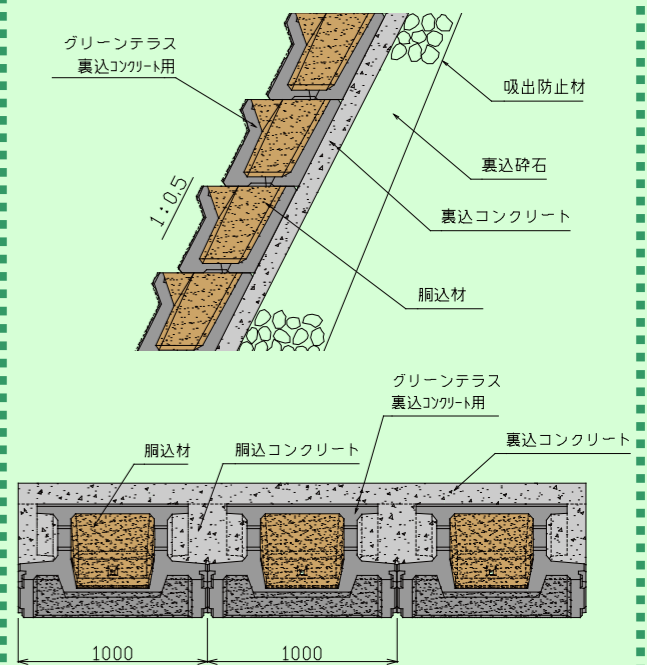 グリーンテラス
裏込コンクリート用
吸出防止材
裏込砕石
1:0.5
裏込コンクリート
胴込材
グリーンテラス
裏込コンクリート用
胴込材
胴込コンクリート
裏込コンクリート
1000
1000